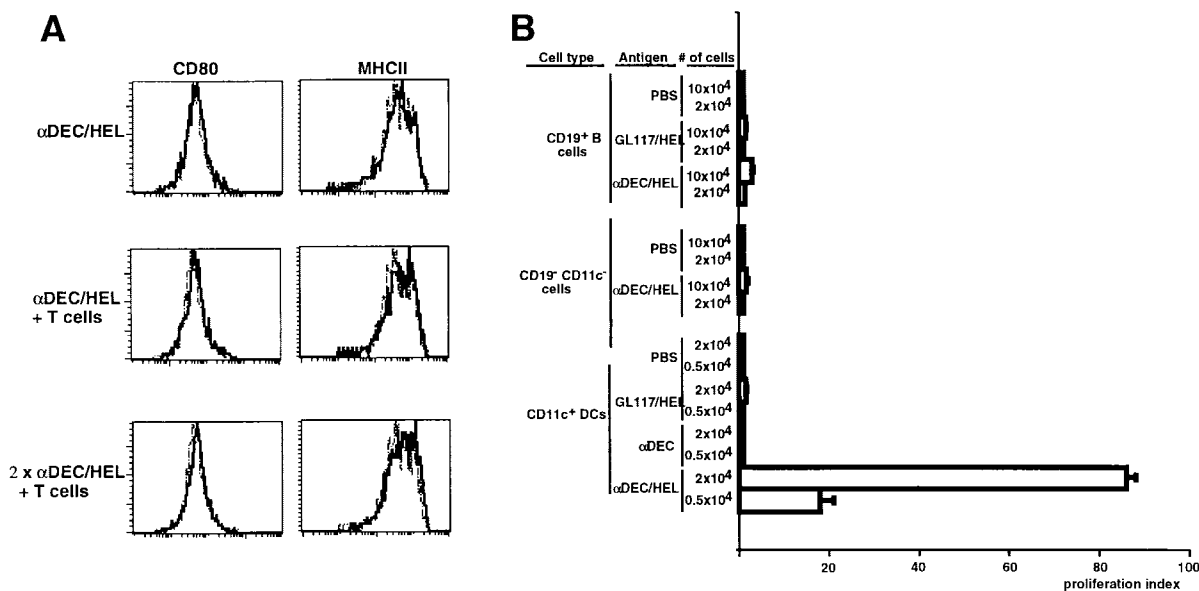 A
CD80
MHCII
αDEC/HEL
αDEC/HEL
+ T cells
2 x αDEC/HEL
+ T cells
B
Cell type
Antigen
# of cells
CD19⁺ B
cells
PBS
10x10⁴
2x10⁴
GL117/HEL
10x10⁴
2x10⁴
αDEC/HEL
10x10⁴
2x10⁴
CD19⁻ CD11c⁻
cells
PBS
10x10⁴
2x10⁴
αDEC/HEL
10x10⁴
2x10⁴
CD11c⁺ DCs
PBS
2x10⁴
0.5x10⁴
GL117/HEL
2x10⁴
0.5x10⁴
αDEC
2x10⁴
0.5x10⁴
αDEC/HEL
2x10⁴
0.5x10⁴
20 40 60 80 100
proliferation index